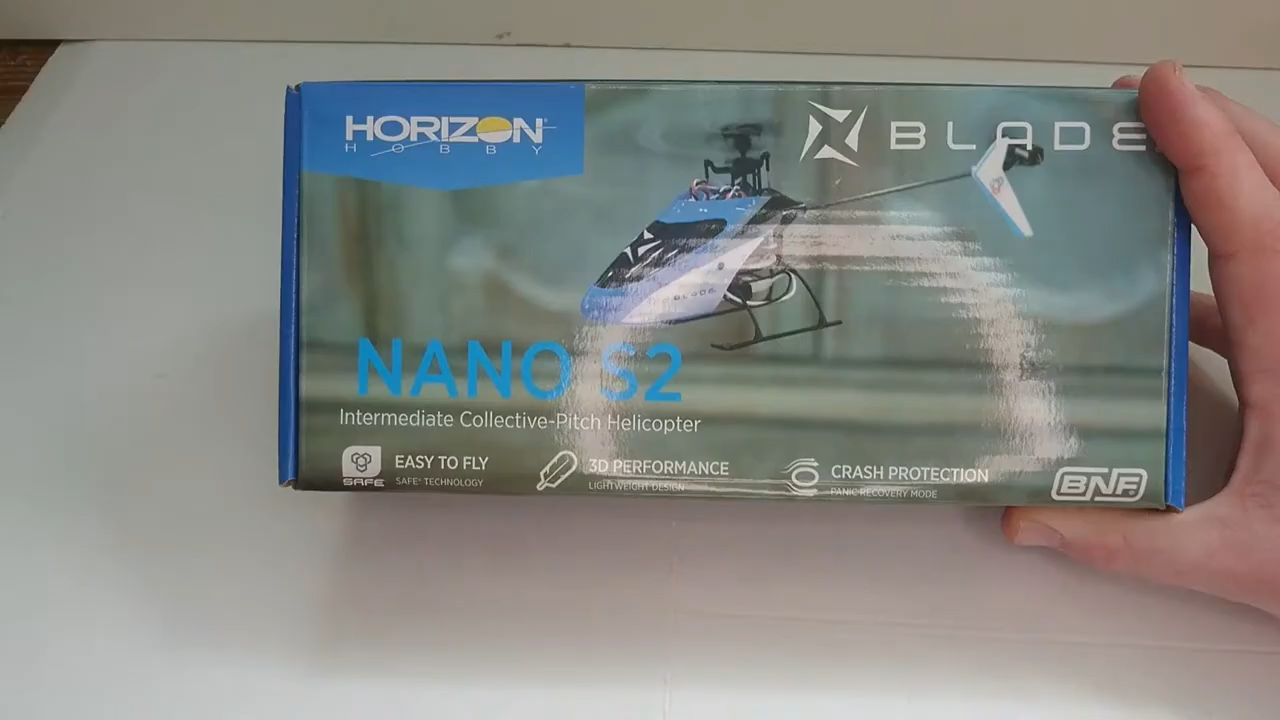 HORIZON
HOBBY
BLADE
BLADE
NANO S2
Intermediate Collective-Pitch Helicopter
SAFE
EASY TO FLY
SAFE® TECHNOLOGY
3D PERFORMANCE
LIGHTWEIGHT DESIGN
CRASH PROTECTION
PANIC RECOVERY MODE
BNF